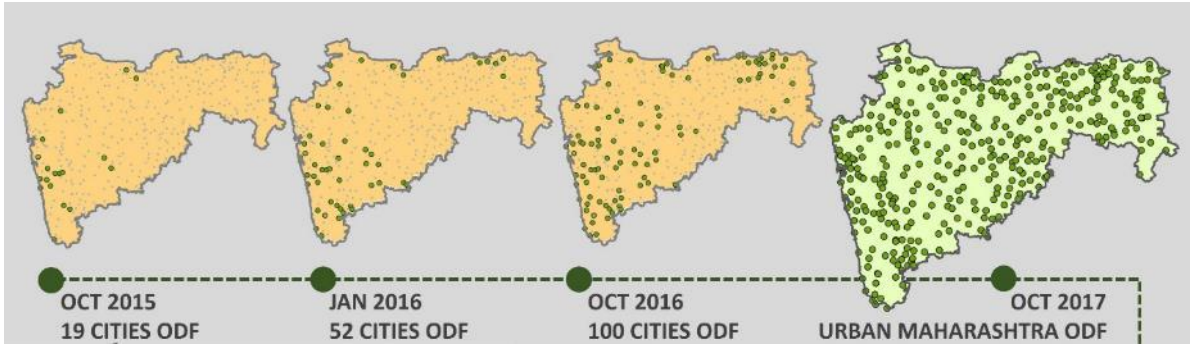 OCT 2015
19 CITIES ODF
JAN 2016
52 CITIES ODF
OCT 2016
100 CITIES ODF
OCT 2017
URBAN MAHARASHTRA ODF